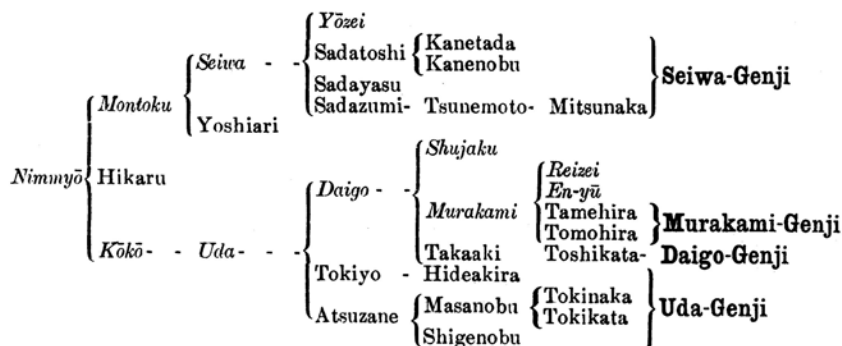 Yōzei
Sadatoshi { Kanetada
Seiwa - - Kanenobu
Sadayasu Seiwa-Genji
Montoku Sadazumi- Tsunemoto- Mitsunaka
Yoshiari
Shujaku
Reizei
Nimmyō Hikaru Daigo - - En-yū
Murakami Tamehira
Tomohira Murakami-Genji
Kōkō- - Uda- - - Takaaki Toshikata- Daigo-Genji
Tokiyo - Hideakira
Atsuzane Masanobu Tokinaka Uda-Genji
Tokikata
Shigenobu